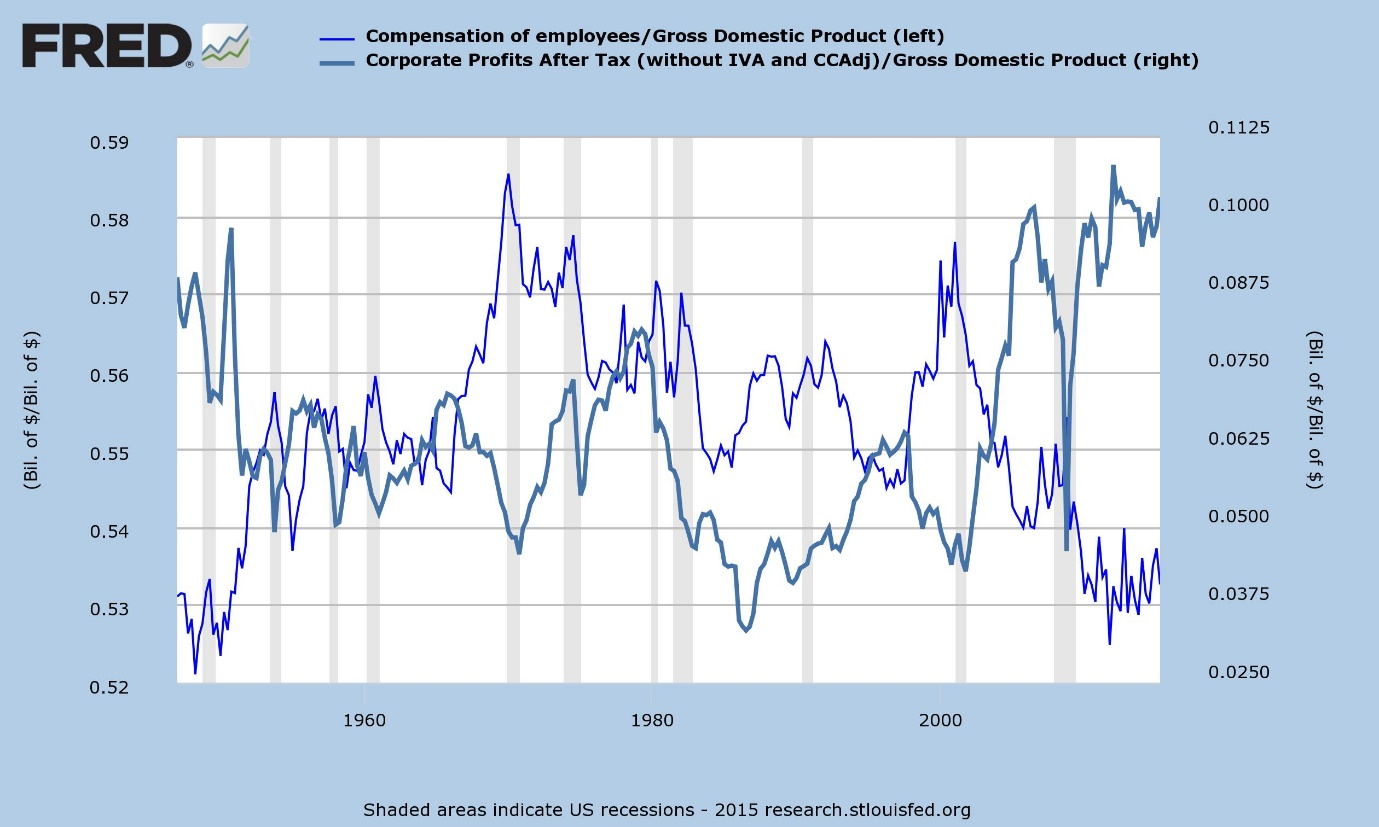 FRED®
Compensation of employees/Gross Domestic Product (left)
Corporate Profits After Tax (without IVA and CCAdj)/Gross Domestic Product (right)
0.59
0.58
0.57
0.56
0.55
0.54
0.53
0.52
(Bil. of $/Bil. of $)
0.1125
0.1000
0.0875
0.0750
0.0625
0.0500
0.0375
0.0250
(Bil. of $/Bil. of $)
1960 1980 2000
Shaded areas indicate US recessions - 2015 research.stlouisfed.org